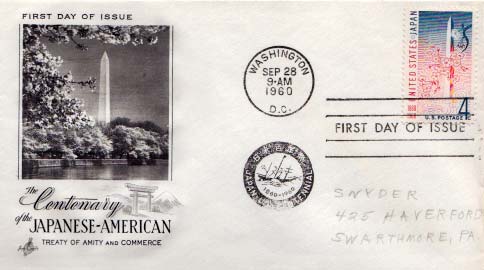 FIRST DAY OF ISSUE
The
Centenary
of the
JAPANESE-AMERICAN
TREATY OF AMITY AND COMMERCE
WASHINGTON
SEP 28
9-AM
1960
D.C.
1860-1960
UNITED STATES-JAPAN
4¢
U.S. POSTAGE
FIRST DAY OF ISSUE
SNYDER
425 HAVERFORD
SWARTHMORE, PA.